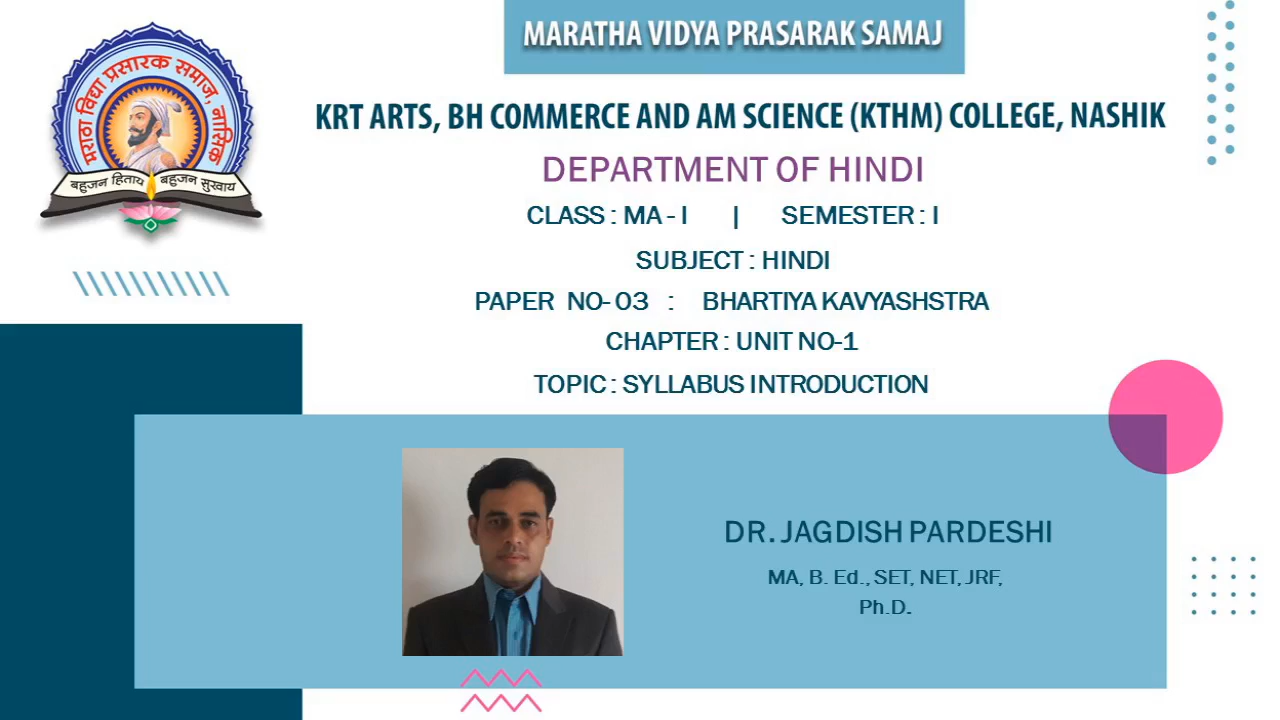 MARATHA VIDYA PRASARAK SAMAJ
मराठा विद्या प्रसारक समाज, नासिक
बहुजन हिताय बहुजन सुखाय
KRT ARTS, BH COMMERCE AND AM SCIENCE (KTHM) COLLEGE, NASHIK
DEPARTMENT OF HINDI
CLASS : MA - I | SEMESTER : I
SUBJECT : HINDI
PAPER NO- 03 : BHARTIYA KAVYASHSTRA
CHAPTER : UNIT NO-1
TOPIC : SYLLABUS INTRODUCTION
DR. JAGDISH PARDESHI
MA, B. Ed., SET, NET, JRF,
Ph.D.